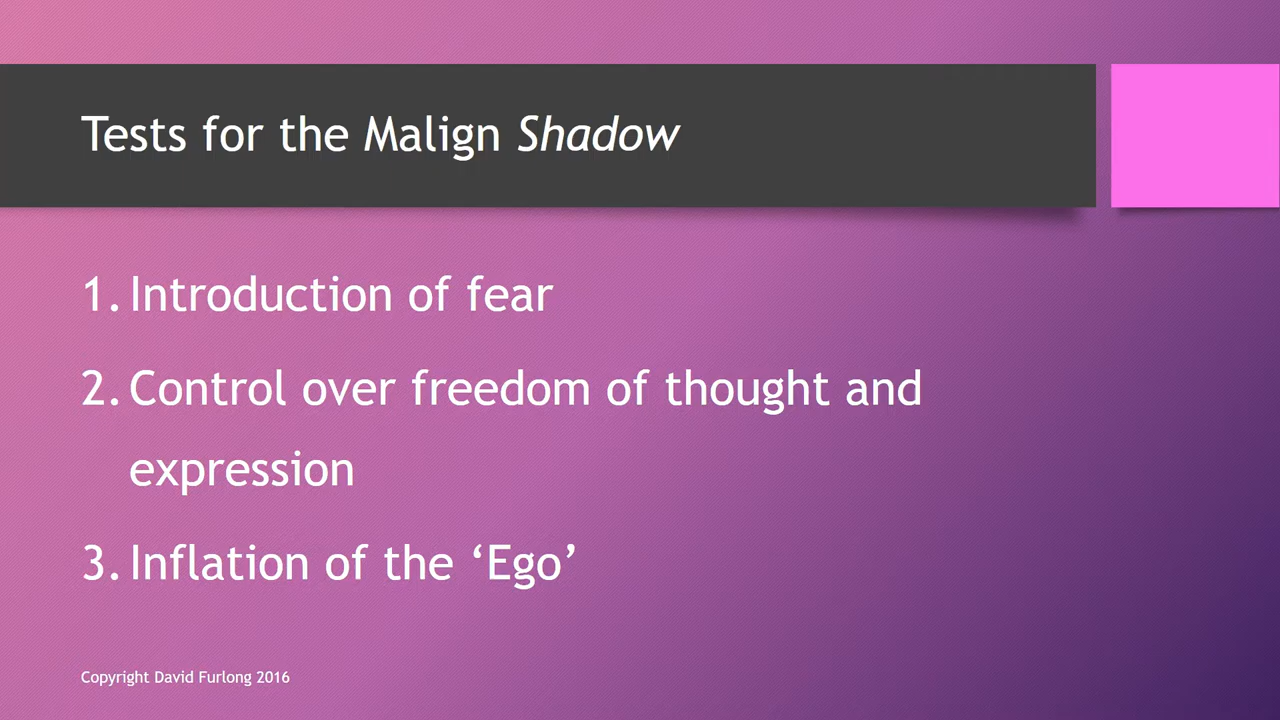 Tests for the Malign Shadow
1. Introduction of fear
2. Control over freedom of thought and
expression
3. Inflation of the ‘Ego’
Copyright David Furlong 2016